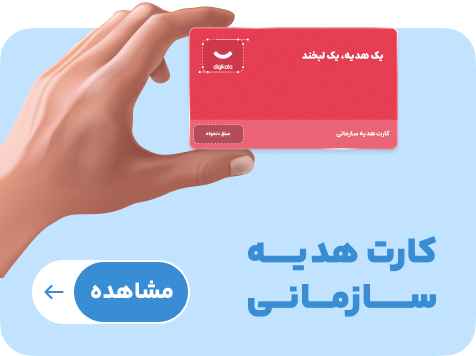 یک هدیه، یک لبخند
digikala
کارت هدیه سازمانی
مبلغ دلخواه
کارت هدیه
سازمانی
مشاهده